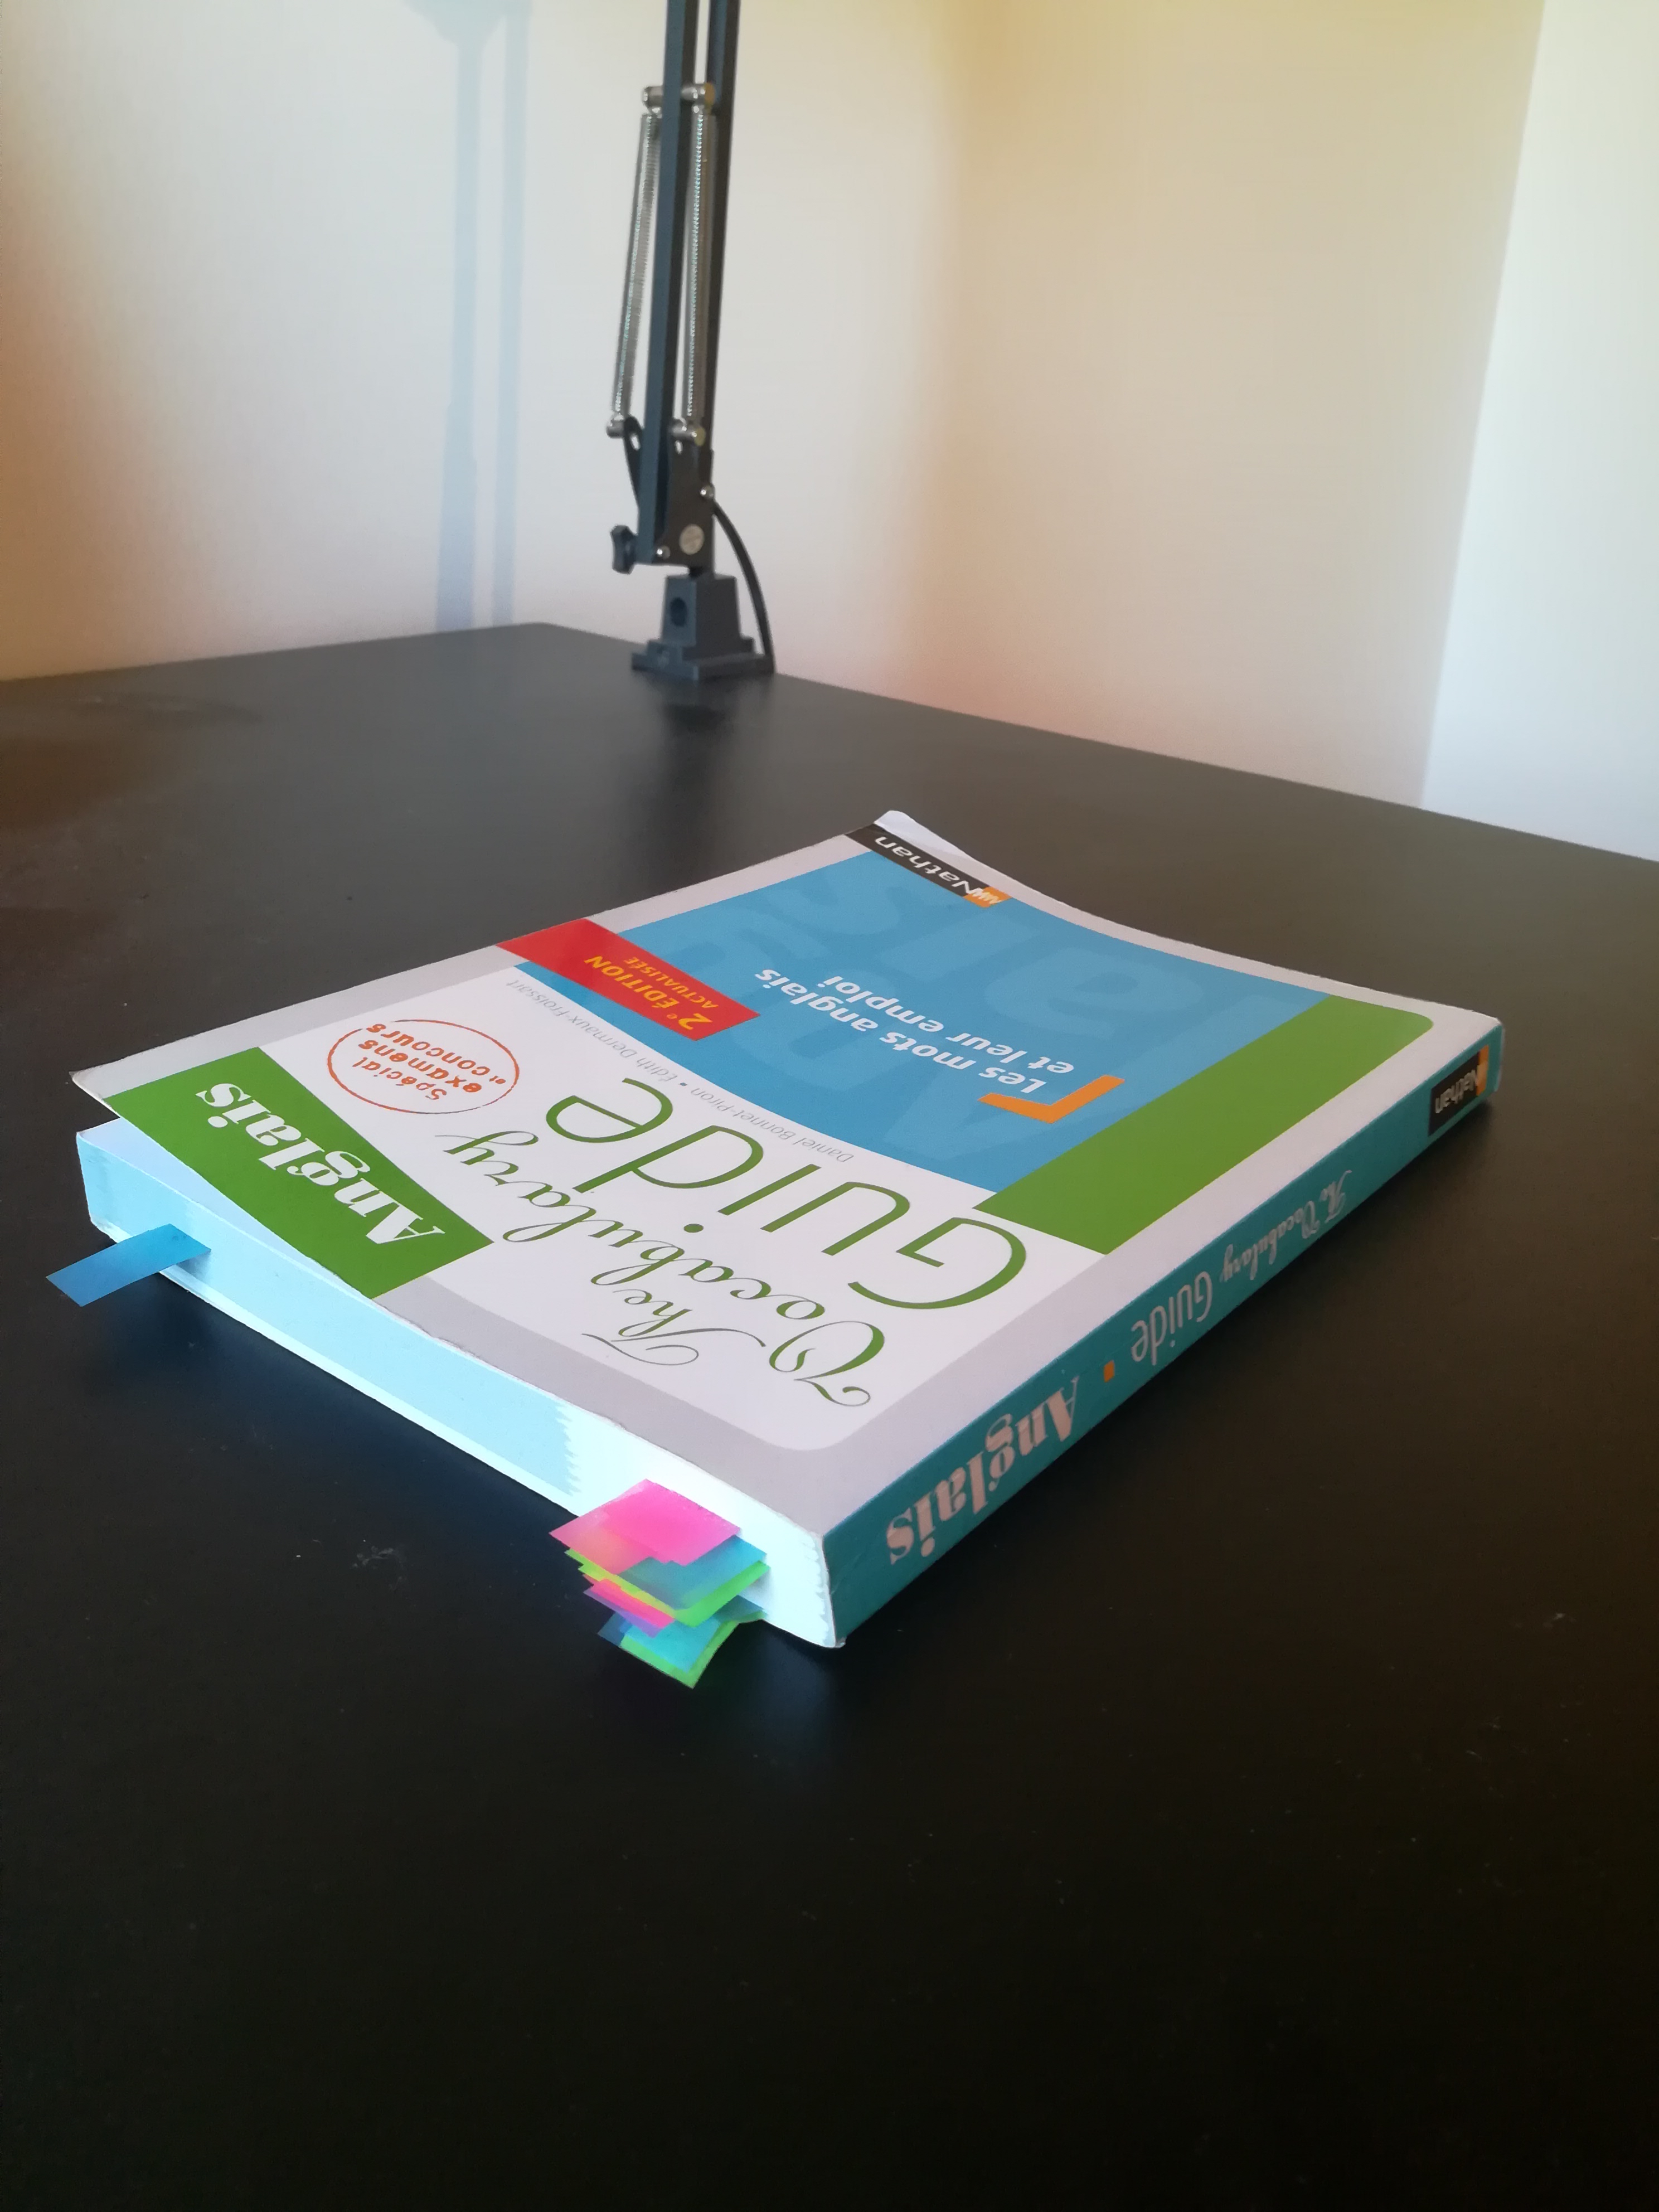 Anglais
The
Vocabulary
GUIDE
Spécial
examens
et concours
Daniel Bonnet-Piron • Édith Dermaux-Froissart
2e ÉDITION
ACTUALISÉE
Les mots anglais
et leur emploi
Nathan
Anglais ▪ The Vocabulary GUIDE
Nathan